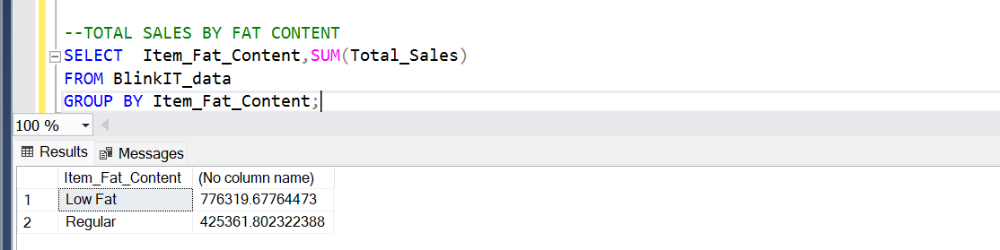 --TOTAL SALES BY FAT CONTENT
SELECT  Item_Fat_Content,SUM(Total_Sales)
FROM BlinkIT_data
GROUP BY Item_Fat_Content;
100 %
Results Messages
Item_Fat_Content (No column name)
1 Low Fat 776319.67764473
2 Regular 425361.802322388